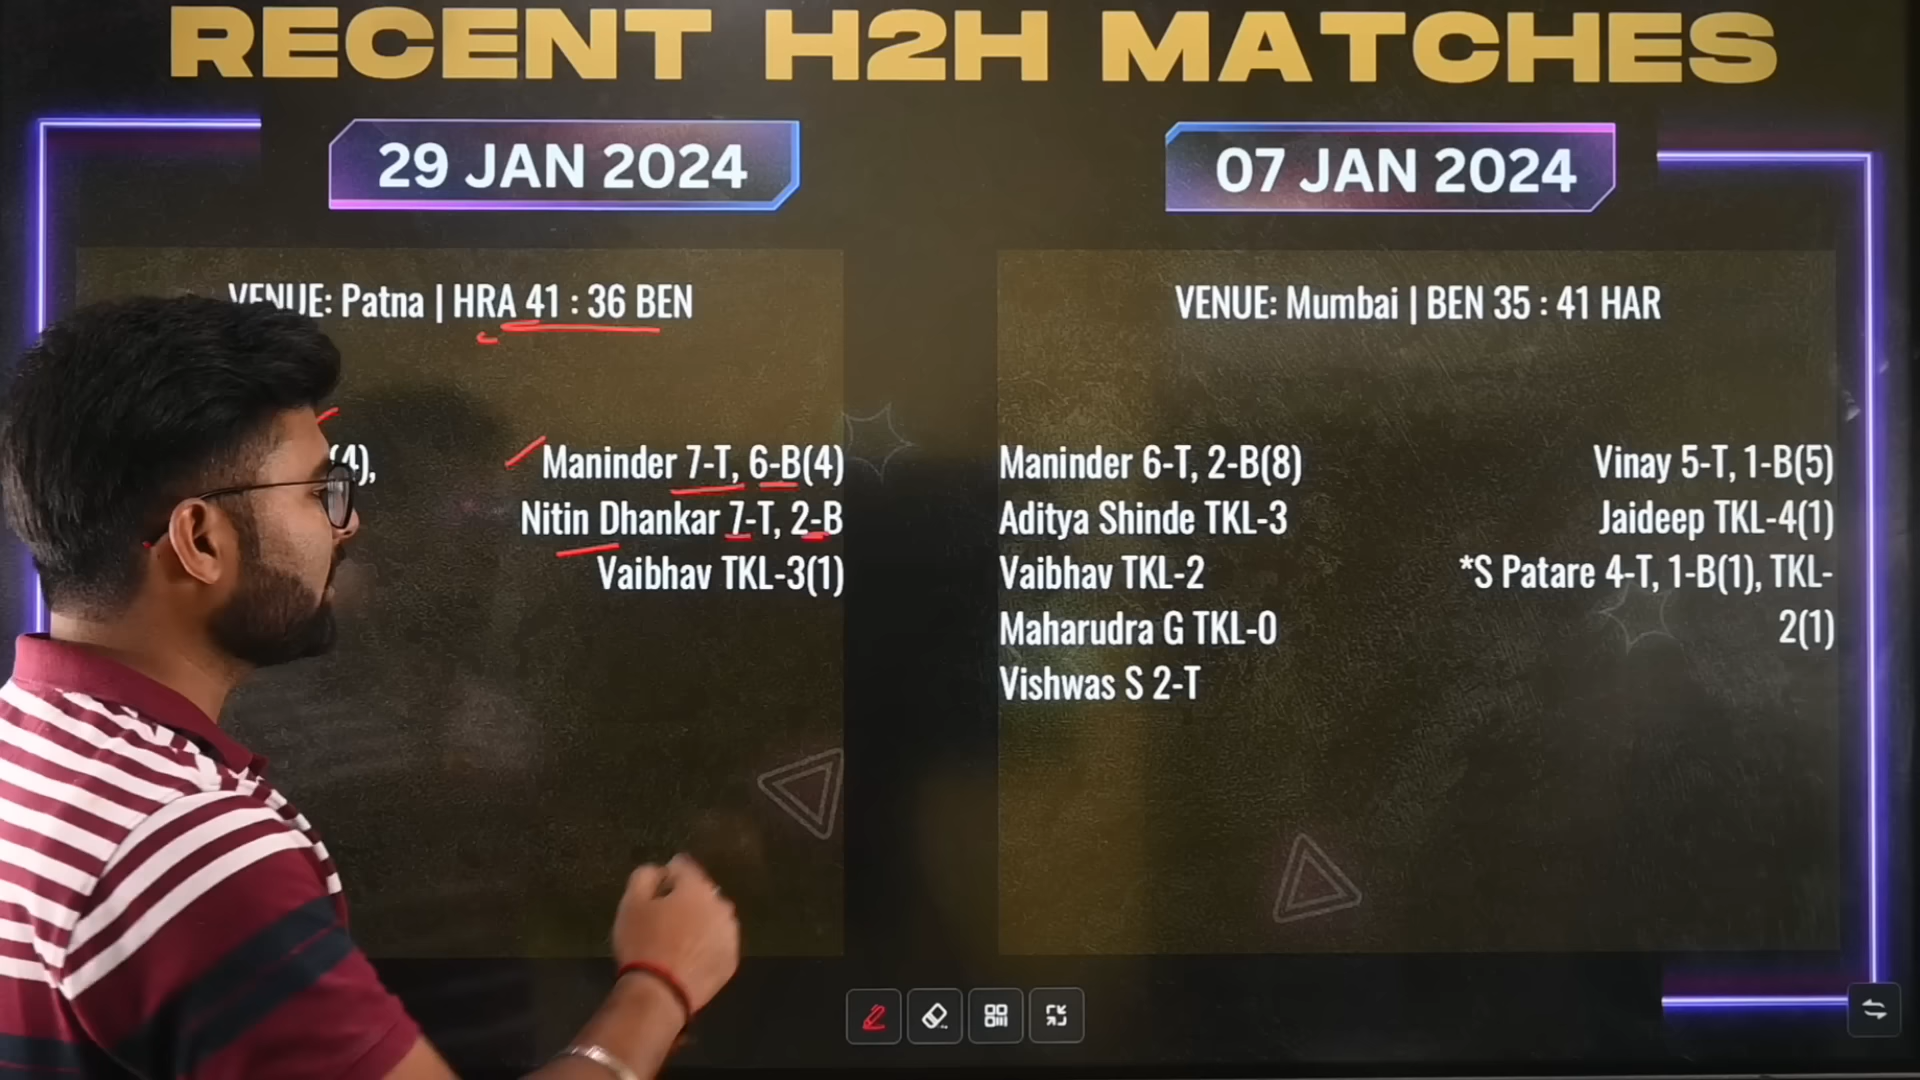 RECENT H2H MATCHES
29 JAN 2024
VENUE: Patna | HRA 41 : 36 BEN
(4),
Maninder 7-T, 6-B(4)
Nitin Dhankar 7-T, 2-B
Vaibhav TKL-3(1)
07 JAN 2024
VENUE: Mumbai | BEN 35 : 41 HAR
Maninder 6-T, 2-B(8)
Aditya Shinde TKL-3
Vaibhav TKL-2
Maharudra G TKL-0
Vishwas S 2-T
Vinay 5-T, 1-B(5)
Jaideep TKL-4(1)
*S Patare 4-T, 1-B(1), TKL-
2(1)